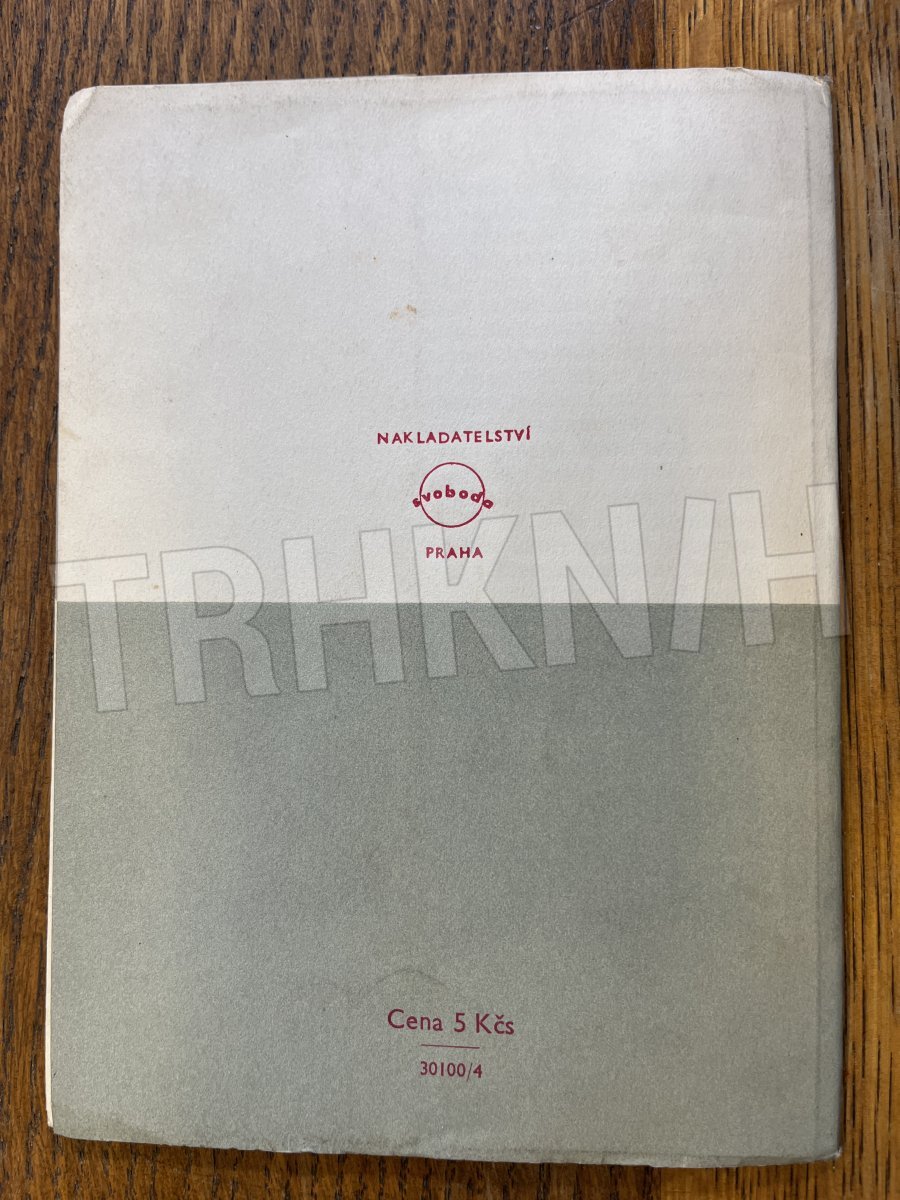 NAKLADATELSTVÍ
svoboda
PRAHA
TRHKNIH
Cena 5 Kčs
30100/4